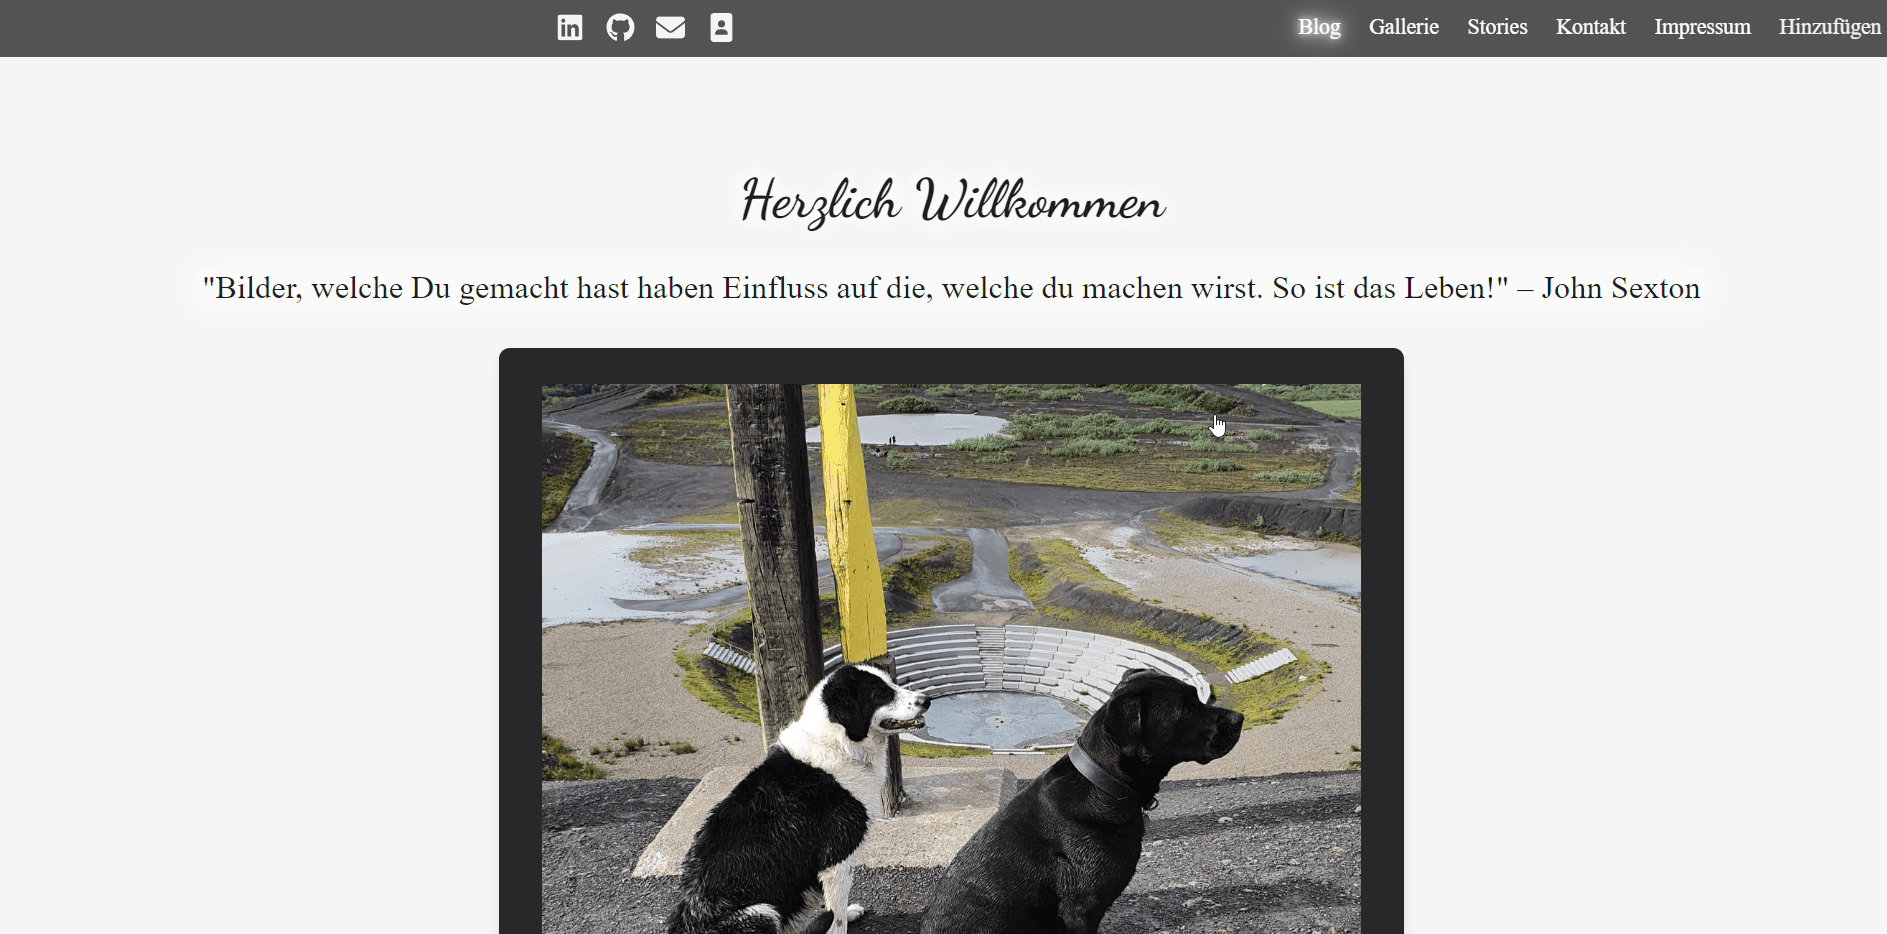 Blog Gallerie Stories Kontakt Impressum Hinzufügen
Herzlich Willkommen
"Bilder, welche Du gemacht hast haben Einfluss auf die, welche du machen wirst. So ist das Leben!" – John Sexton